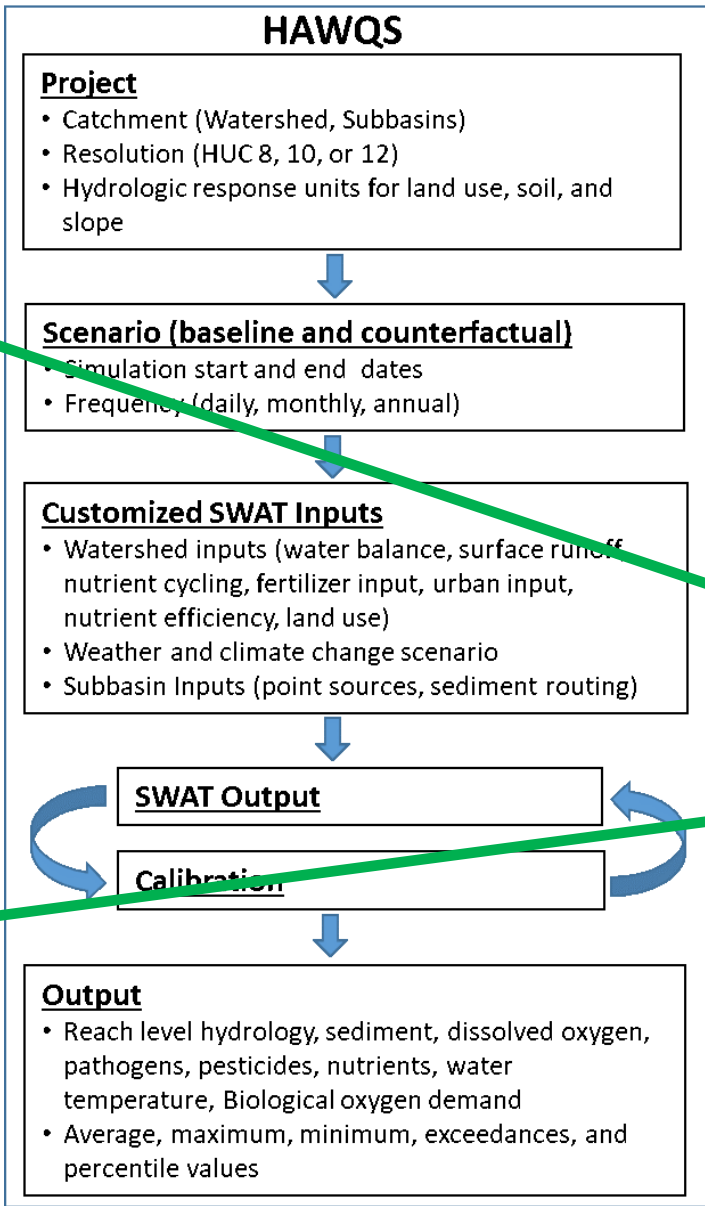 HAWQS
Project
• Catchment (Watershed, Subbasins)
• Resolution (HUC 8, 10, or 12)
• Hydrologic response units for land use, soil, and
slope
Scenario (baseline and counterfactual)
• Simulation start and end  dates
• Frequency (daily, monthly, annual)
Customized SWAT Inputs
• Watershed inputs (water balance, surface runoff,
nutrient cycling, fertilizer input, urban input,
nutrient efficiency, land use)
• Weather and climate change scenario
• Subbasin Inputs (point sources, sediment routing)
SWAT Output
Calibration
Output
• Reach level hydrology, sediment, dissolved oxygen,
pathogens, pesticides, nutrients, water
temperature, Biological oxygen demand
• Average, maximum, minimum, exceedances, and
percentile values